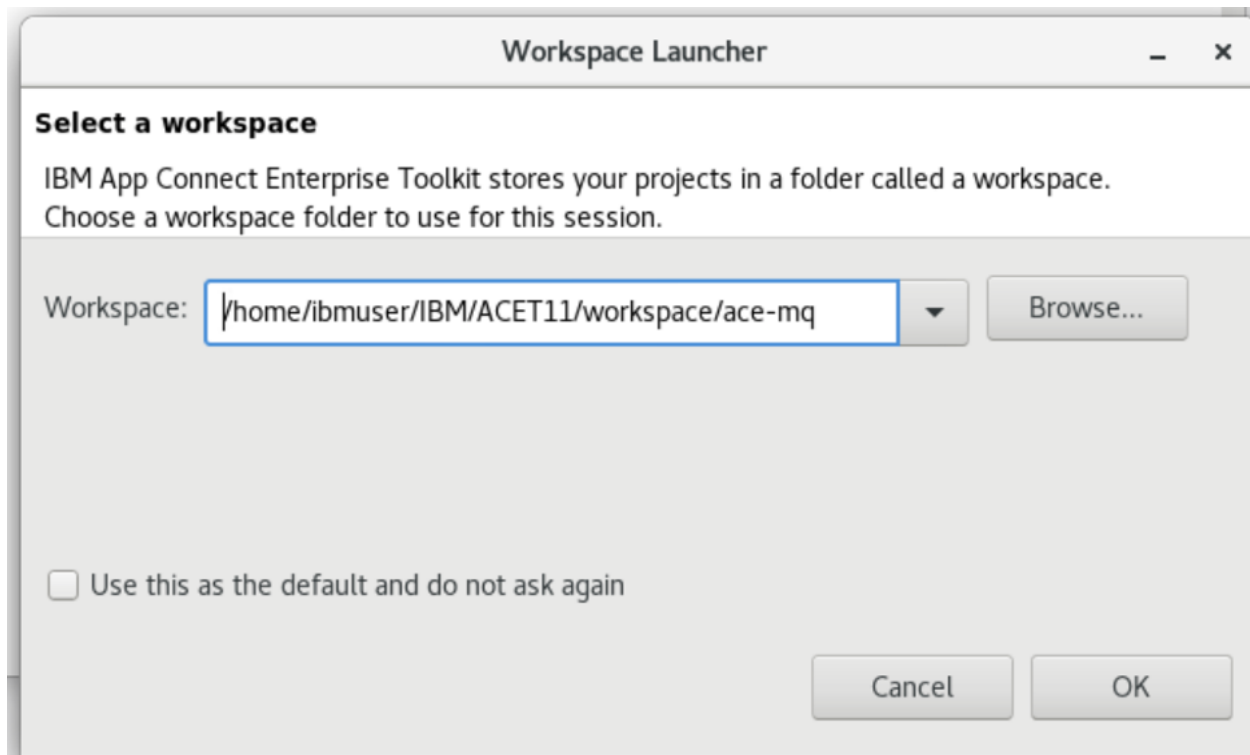 Workspace Launcher
Select a workspace
IBM App Connect Enterprise Toolkit stores your projects in a folder called a workspace.
Choose a workspace folder to use for this session.
Workspace: /home/ibmuser/IBM/ACET11/workspace/ace-mq Browse...
Use this as the default and do not ask again
Cancel OK